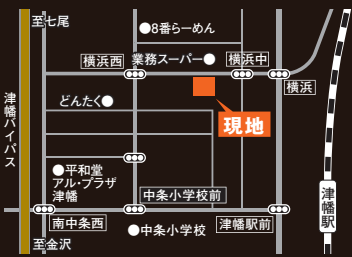 至七尾
●8番らーめん
横浜西
業務スーパー●
横浜中
横浜
どんたく●
現地
津幡バイパス
●平和堂
アル・プラザ
津幡
中条小学校前
津幡駅
南中条西
津幡駅前
●中条小学校
至金沢